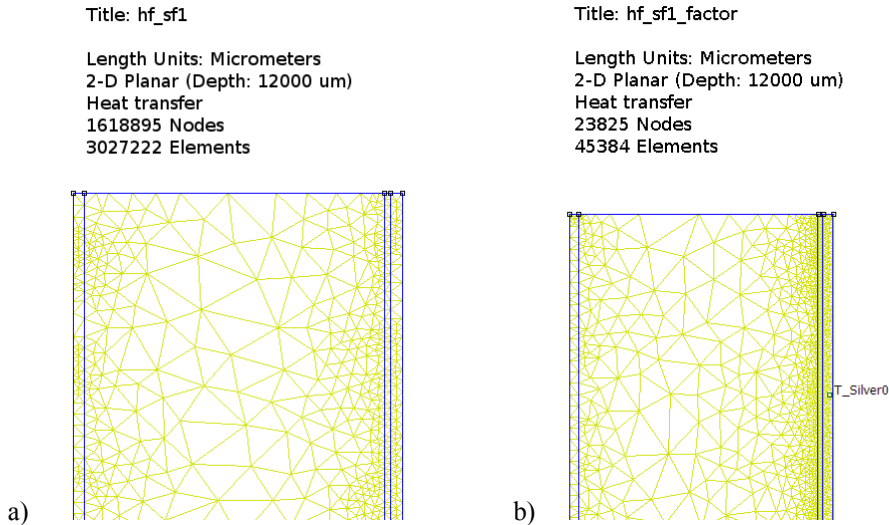 Title: hf_sf1
Length Units: Micrometers
2-D Planar (Depth: 12000 um)
Heat transfer
1618895 Nodes
3027222 Elements
a)
Title: hf_sf1_factor
Length Units: Micrometers
2-D Planar (Depth: 12000 um)
Heat transfer
23825 Nodes
45384 Elements
T_Silver0
b)